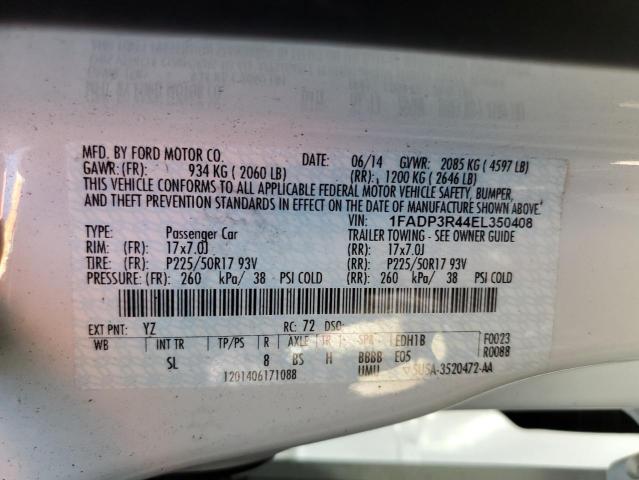 MFD. BY FORD MOTOR CO. DATE: 06/14 GVWR: 2085 KG ( 4597 LB)
GAWR: (FR): 934 KG ( 2060 LB) (RR): 1200 KG ( 2646 LB)
THIS VEHICLE CONFORMS TO ALL APPLICABLE FEDERAL MOTOR VEHICLE SAFETY, BUMPER,
AND THEFT PREVENTION STANDARDS IN EFFECT ON THE DATE OF MANUFACTURE SHOWN ABOVE.
VIN: 1FADP3R44EL350408
TYPE: Passenger Car TRAILER TOWING - SEE OWNER GUIDE
RIM: (FR): 17x7.0J (RR): 17x7.0J
TIRE: (FR): P225/50R17 93V (RR): P225/50R17 93V
PRESSURE: (FR): 260 kPa/ 38 PSI COLD (RR): 260 kPa/ 38 PSI COLD
EXT PNT: YZ RC: 72 DSO:
WB INT TR TP/PS R AXLE TR SPR LEDH1B F0023
SL 8 BS H BBBB E05 R0088
1201406171088 UMU 5USA-3520472-AA